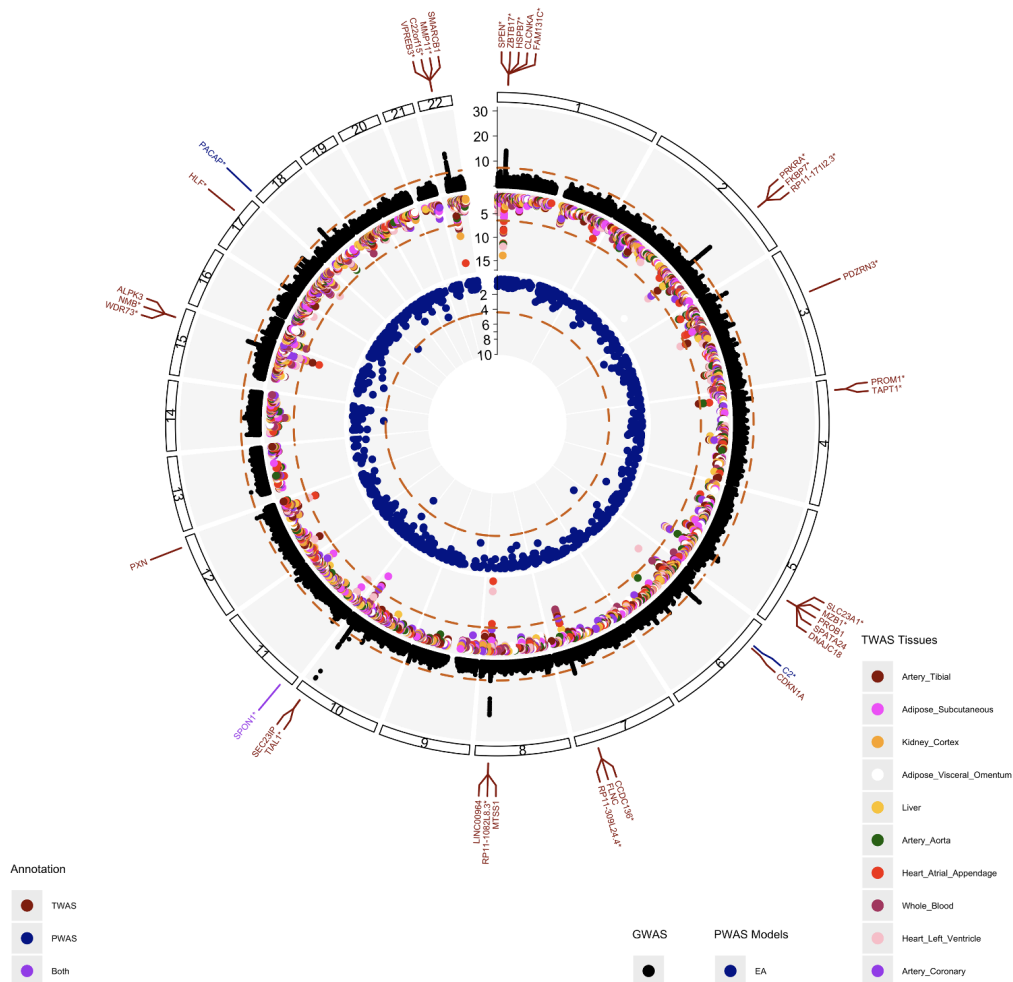 SMARCB1
MMP11*
C22orf15*
VPREB3*
SPEN*
ZBTB17*
HSPB7*
CLCNKA
FAM131C*
PRKRA*
FKBP7*
RP11-171I2.3*
PDZRN3*
PROM1*
TAPT1*
SLC23A1*
MZB1*
PROB1
SPATA24
DNAJC18
C2*
CDKN1A
CCDC136*
FLNC
RP11-309L24.4*
MTSS1
RP11-1082L8.3*
LINC00964
TIAL1*
SEC23IP
SPON1*
PXN
WDR73*
NMB*
ALPK3
HLF*
PACAP*
1
2
3
4
5
6
7
8
9
10
11
12
13
14
15
16
17
18
19
20
21
22
30
20
10
5
10
15
2
4
6
8
10
TWAS Tissues
Artery_Tibial
Adipose_Subcutaneous
Kidney_Cortex
Adipose_Visceral_Omentum
Liver
Artery_Aorta
Heart_Atrial_Appendage
Whole_Blood
Heart_Left_Ventricle
Artery_Coronary
Annotation
TWAS
PWAS
Both
GWAS
PWAS Models
EA